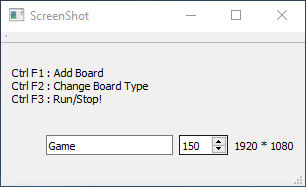 ScreenShot
Ctrl F1 : Add Board
Ctrl F2 : Change Board Type
Ctrl F3 : Run/Stop!
Game 150 1920 * 1080